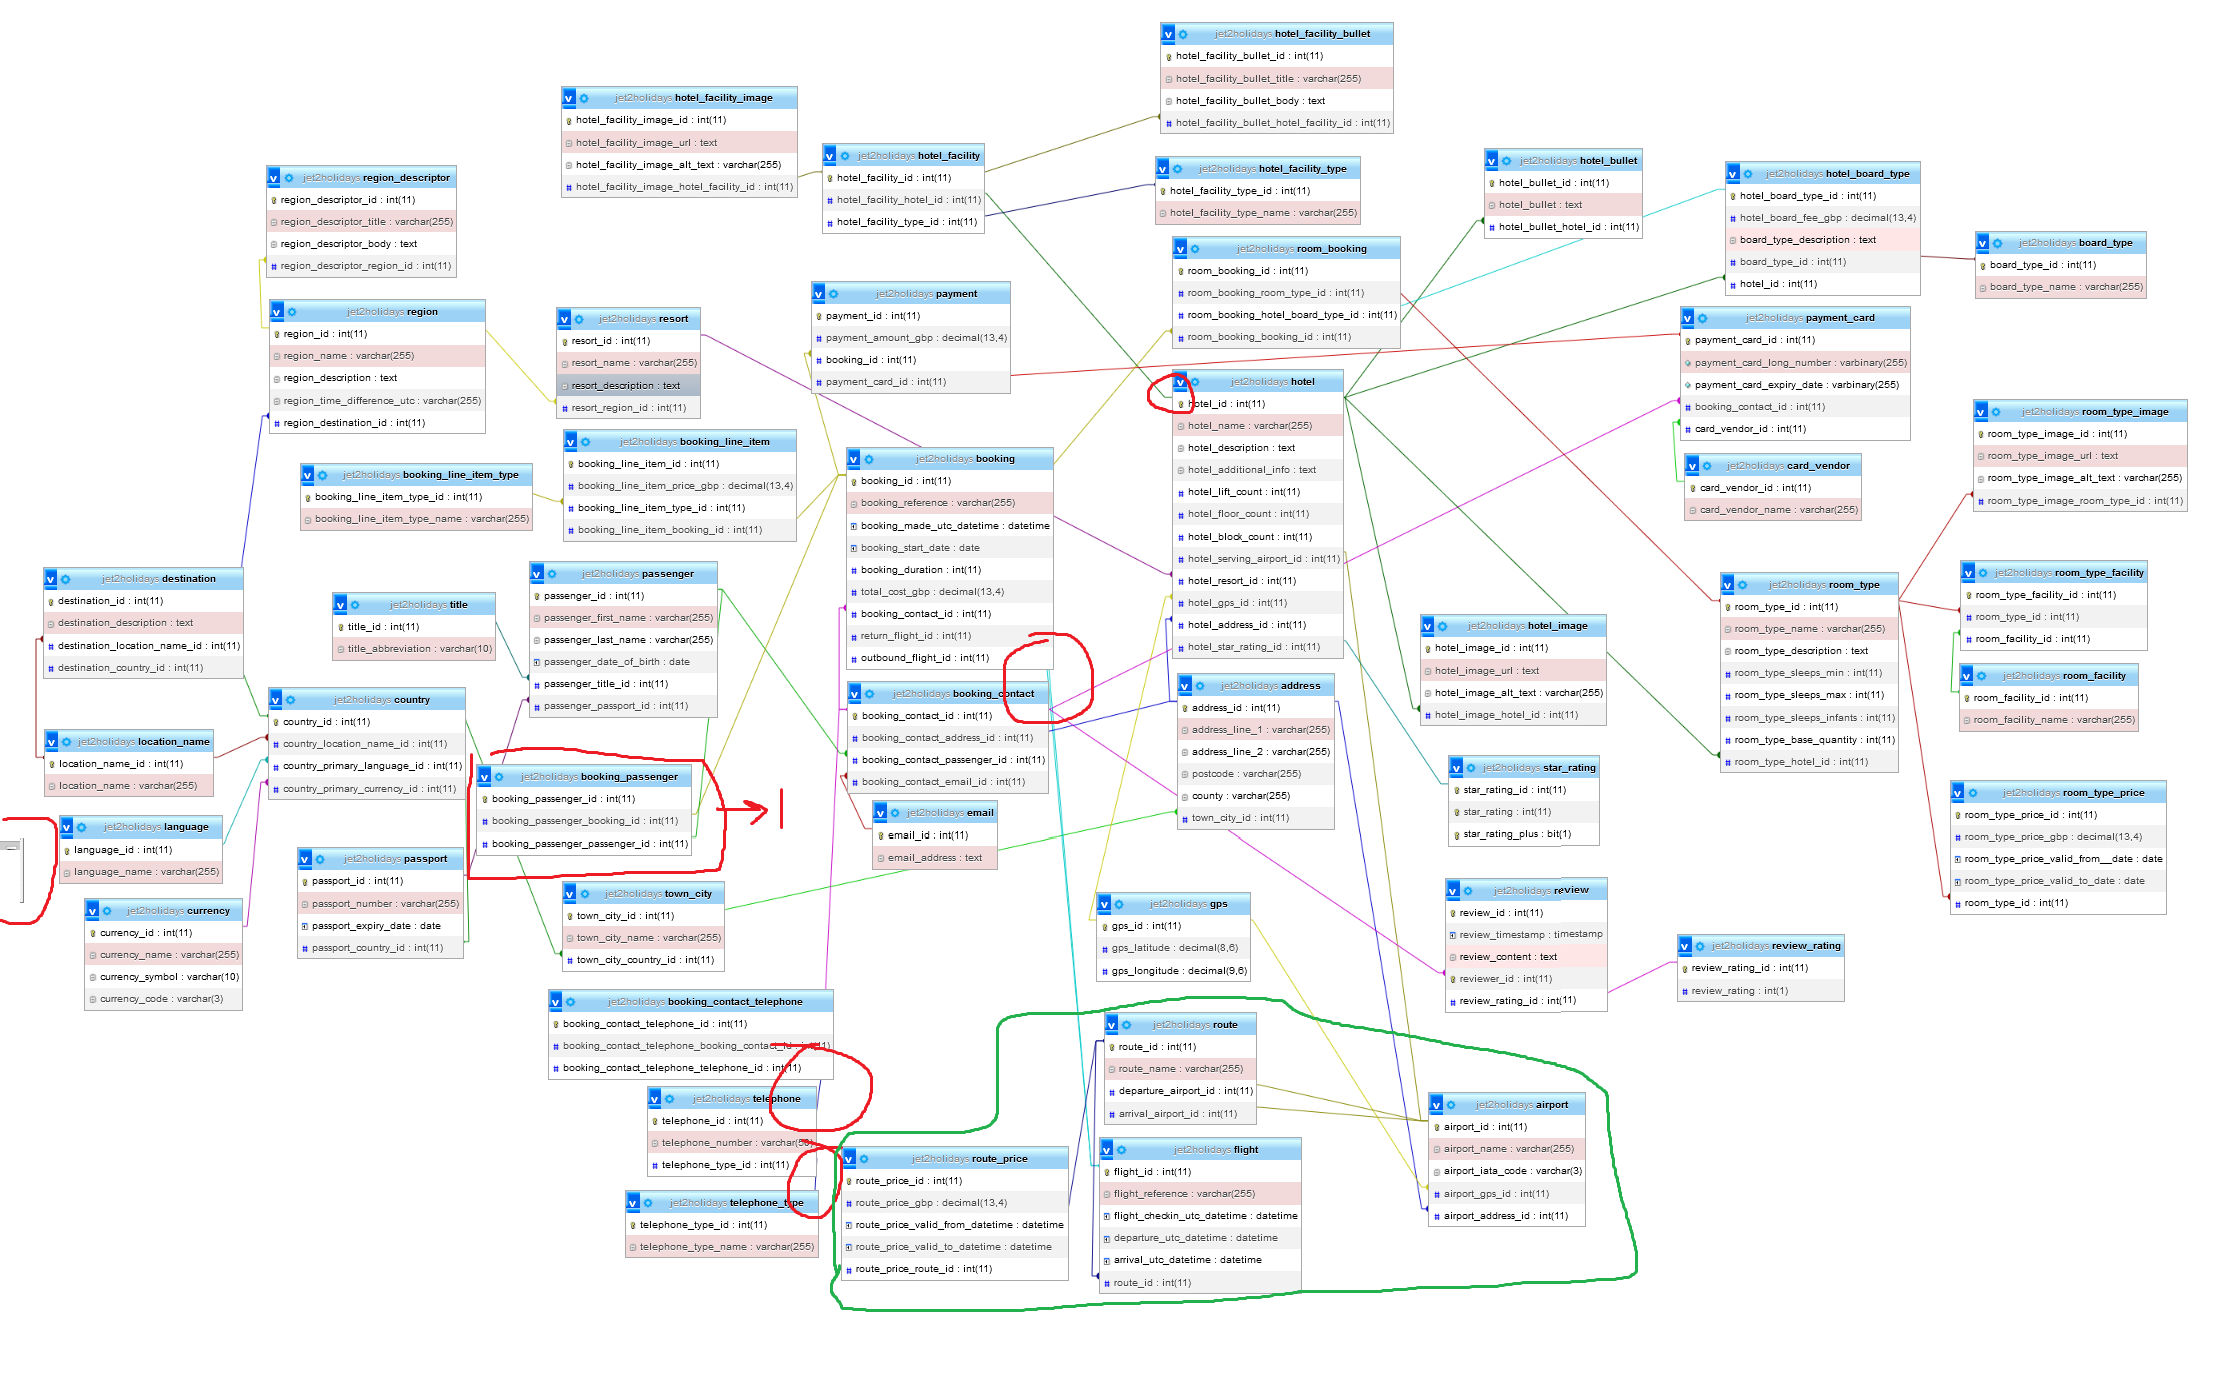 jet2holidays hotel_facility_bullet
hotel_facility_bullet_id : int(11)
hotel_facility_bullet_title : varchar(255)
hotel_facility_bullet_body : text
hotel_facility_bullet_hotel_facility_id : int(11)
jet2holidays hotel_facility_image
hotel_facility_image_id : int(11)
hotel_facility_image_url : text
hotel_facility_image_alt_text : varchar(255)
hotel_facility_image_hotel_facility_id : int(11)
jet2holidays hotel_facility
hotel_facility_id : int(11)
hotel_facility_hotel_id : int(11)
hotel_facility_type_id : int(11)
jet2holidays hotel_facility_type
hotel_facility_type_id : int(11)
hotel_facility_type_name : varchar(255)
jet2holidays hotel_bullet
hotel_bullet_id : int(11)
hotel_bullet : text
hotel_bullet_hotel_id : int(11)
jet2holidays hotel_board_type
hotel_board_type_id : int(11)
hotel_board_fee_gbp : decimal(13,4)
board_type_description : text
board_type_id : int(11)
hotel_id : int(11)
jet2holidays board_type
board_type_id : int(11)
board_type_name : varchar(255)
jet2holidays region_descriptor
region_descriptor_id : int(11)
region_descriptor_title : varchar(255)
region_descriptor_body : text
region_descriptor_region_id : int(11)
jet2holidays region
region_id : int(11)
region_name : varchar(255)
region_description : text
region_time_difference_utc : varchar(255)
region_destination_id : int(11)
jet2holidays resort
resort_id : int(11)
resort_name : varchar(255)
resort_description : text
resort_region_id : int(11)
jet2holidays payment
payment_id : int(11)
payment_amount_gbp : decimal(13,4)
booking_id : int(11)
payment_card_id : int(11)
jet2holidays room_booking
room_booking_id : int(11)
room_booking_room_type_id : int(11)
room_booking_hotel_board_type_id : int(11)
room_booking_booking_id : int(11)
jet2holidays payment_card
payment_card_id : int(11)
payment_card_long_number : varbinary(255)
payment_card_expiry_date : varbinary(255)
booking_contact_id : int(11)
card_vendor_id : int(11)
jet2holidays card_vendor
card_vendor_id : int(11)
card_vendor_name : varchar(255)
jet2holidays room_type_image
room_type_image_id : int(11)
room_type_image_url : text
room_type_image_alt_text : varchar(255)
room_type_image_room_type_id : int(11)
jet2holidays hotel
hotel_id : int(11)
hotel_name : varchar(255)
hotel_description : text
hotel_additional_info : text
hotel_lift_count : int(11)
hotel_floor_count : int(11)
hotel_block_count : int(11)
hotel_serving_airport_id : int(11)
hotel_resort_id : int(11)
hotel_gps_id : int(11)
hotel_address_id : int(11)
hotel_star_rating_id : int(11)
jet2holidays booking_line_item_type
booking_line_item_type_id : int(11)
booking_line_item_type_name : varchar(255)
jet2holidays booking_line_item
booking_line_item_id : int(11)
booking_line_item_price_gbp : decimal(13,4)
booking_line_item_type_id : int(11)
booking_line_item_booking_id : int(11)
jet2holidays booking
booking_id : int(11)
booking_reference : varchar(255)
booking_made_utc_datetime : datetime
booking_start_date : date
booking_duration : int(11)
total_cost_gbp : decimal(13,4)
booking_contact_id : int(11)
return_flight_id : int(11)
outbound_flight_id : int(11)
jet2holidays destination
destination_id : int(11)
destination_description : text
destination_location_name_id : int(11)
destination_country_id : int(11)
jet2holidays title
title_id : int(11)
title_abbreviation : varchar(10)
jet2holidays passenger
passenger_id : int(11)
passenger_first_name : varchar(255)
passenger_last_name : varchar(255)
passenger_date_of_birth : date
passenger_title_id : int(11)
passenger_passport_id : int(11)
jet2holidays room_type
room_type_id : int(11)
room_type_name : varchar(255)
room_type_description : text
room_type_sleeps_min : int(11)
room_type_sleeps_max : int(11)
room_type_sleeps_infants : int(11)
room_type_base_quantity : int(11)
room_type_hotel_id : int(11)
jet2holidays room_type_facility
room_type_facility_id : int(11)
room_type_id : int(11)
room_facility_id : int(11)
jet2holidays room_facility
room_facility_id : int(11)
room_facility_name : varchar(255)
jet2holidays hotel_image
hotel_image_id : int(11)
hotel_image_url : text
hotel_image_alt_text : varchar(255)
hotel_image_hotel_id : int(11)
jet2holidays country
country_id : int(11)
country_location_name_id : int(11)
country_primary_language_id : int(11)
country_primary_currency_id : int(11)
jet2holidays location_name
location_name_id : int(11)
location_name : varchar(255)
jet2holidays booking_contact
booking_contact_id : int(11)
booking_contact_address_id : int(11)
booking_contact_passenger_id : int(11)
booking_contact_email_id : int(11)
jet2holidays address
address_id : int(11)
address_line_1 : varchar(255)
address_line_2 : varchar(255)
postcode : varchar(255)
county : varchar(255)
town_city_id : int(11)
jet2holidays star_rating
star_rating_id : int(11)
star_rating : int(11)
star_rating_plus : bit(1)
jet2holidays room_type_price
room_type_price_id : int(11)
room_type_price_gbp : decimal(13,4)
room_type_price_valid_from__date : date
room_type_price_valid_to_date : date
room_type_id : int(11)
jet2holidays booking_passenger
booking_passenger_id : int(11)
booking_passenger_booking_id : int(11)
booking_passenger_passenger_id : int(11)
jet2holidays email
email_id : int(11)
email_address : text
jet2holidays language
language_id : int(11)
language_name : varchar(255)
jet2holidays passport
passport_id : int(11)
passport_number : varchar(255)
passport_expiry_date : date
passport_country_id : int(11)
jet2holidays currency
currency_id : int(11)
currency_name : varchar(255)
currency_symbol : varchar(10)
currency_code : varchar(3)
jet2holidays town_city
town_city_id : int(11)
town_city_name : varchar(255)
town_city_country_id : int(11)
jet2holidays gps
gps_id : int(11)
gps_latitude : decimal(8,6)
gps_longitude : decimal(9,6)
jet2holidays review
review_id : int(11)
review_timestamp : timestamp
review_content : text
reviewer_id : int(11)
review_rating_id : int(11)
jet2holidays review_rating
review_rating_id : int(11)
review_rating : int(1)
jet2holidays booking_contact_telephone
booking_contact_telephone_id : int(11)
booking_contact_telephone_booking_contact_id : int(11)
booking_contact_telephone_telephone_id : int(11)
jet2holidays telephone
telephone_id : int(11)
telephone_number : varchar(50)
telephone_type_id : int(11)
jet2holidays telephone_type
telephone_type_id : int(11)
telephone_type_name : varchar(255)
jet2holidays route
route_id : int(11)
route_name : varchar(255)
departure_airport_id : int(11)
arrival_airport_id : int(11)
jet2holidays airport
airport_id : int(11)
airport_name : varchar(255)
airport_iata_code : varchar(3)
airport_gps_id : int(11)
airport_address_id : int(11)
jet2holidays route_price
route_price_id : int(11)
route_price_gbp : decimal(13,4)
route_price_valid_from_datetime : datetime
route_price_valid_to_datetime : datetime
route_price_route_id : int(11)
jet2holidays flight
flight_id : int(11)
flight_reference : varchar(255)
flight_checkin_utc_datetime : datetime
departure_utc_datetime : datetime
arrival_utc_datetime : datetime
route_id : int(11)